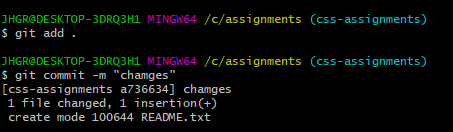 JHGR@DESKTOP-3DRQ3H1 MINGW64 /c/assignments (css-assignments)
$ git add .
JHGR@DESKTOP-3DRQ3H1 MINGW64 /c/assignments (css-assignments)
$ git commit -m "chamges"
[css-assignments a736634] chamges
 1 file changed, 1 insertion(+)
 create mode 100644 README.txt